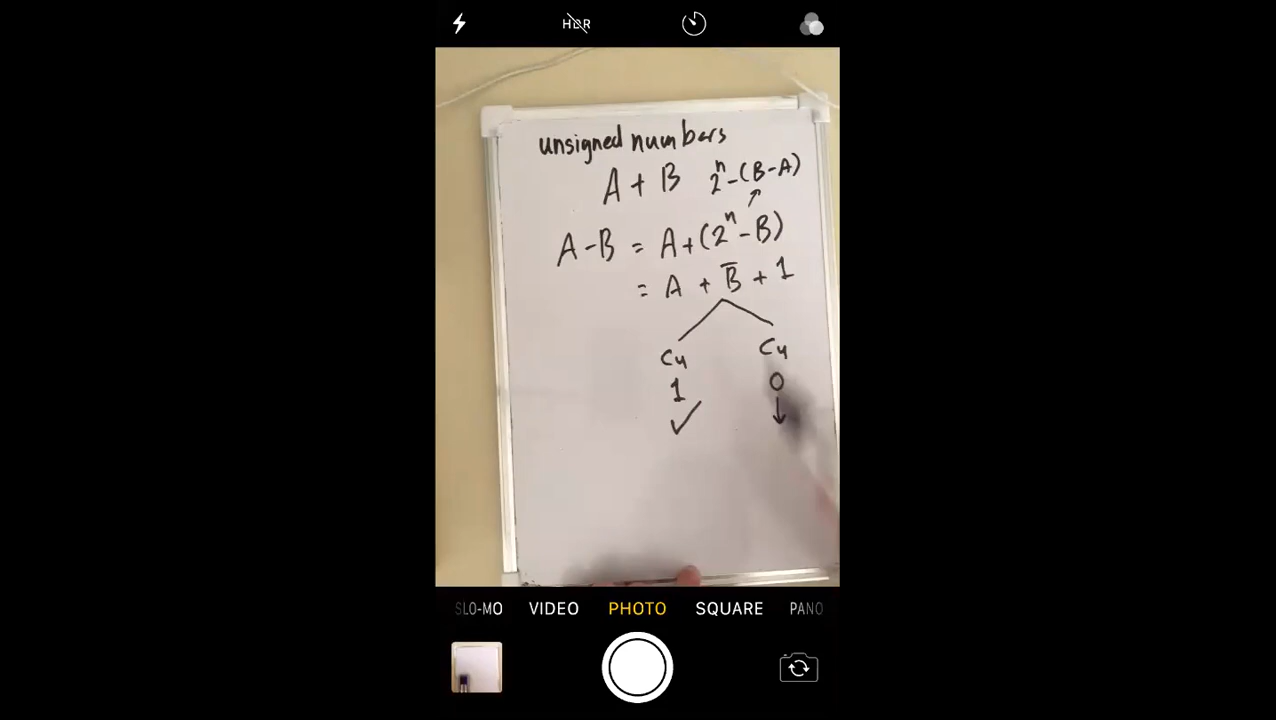 HDR
unsigned numbers
A + B 2ⁿ-(B-A)
A-B = A+(2ⁿ-B)
= A + B̅ + 1
C4 C4
1 0
SLO-MO VIDEO PHOTO SQUARE PANO